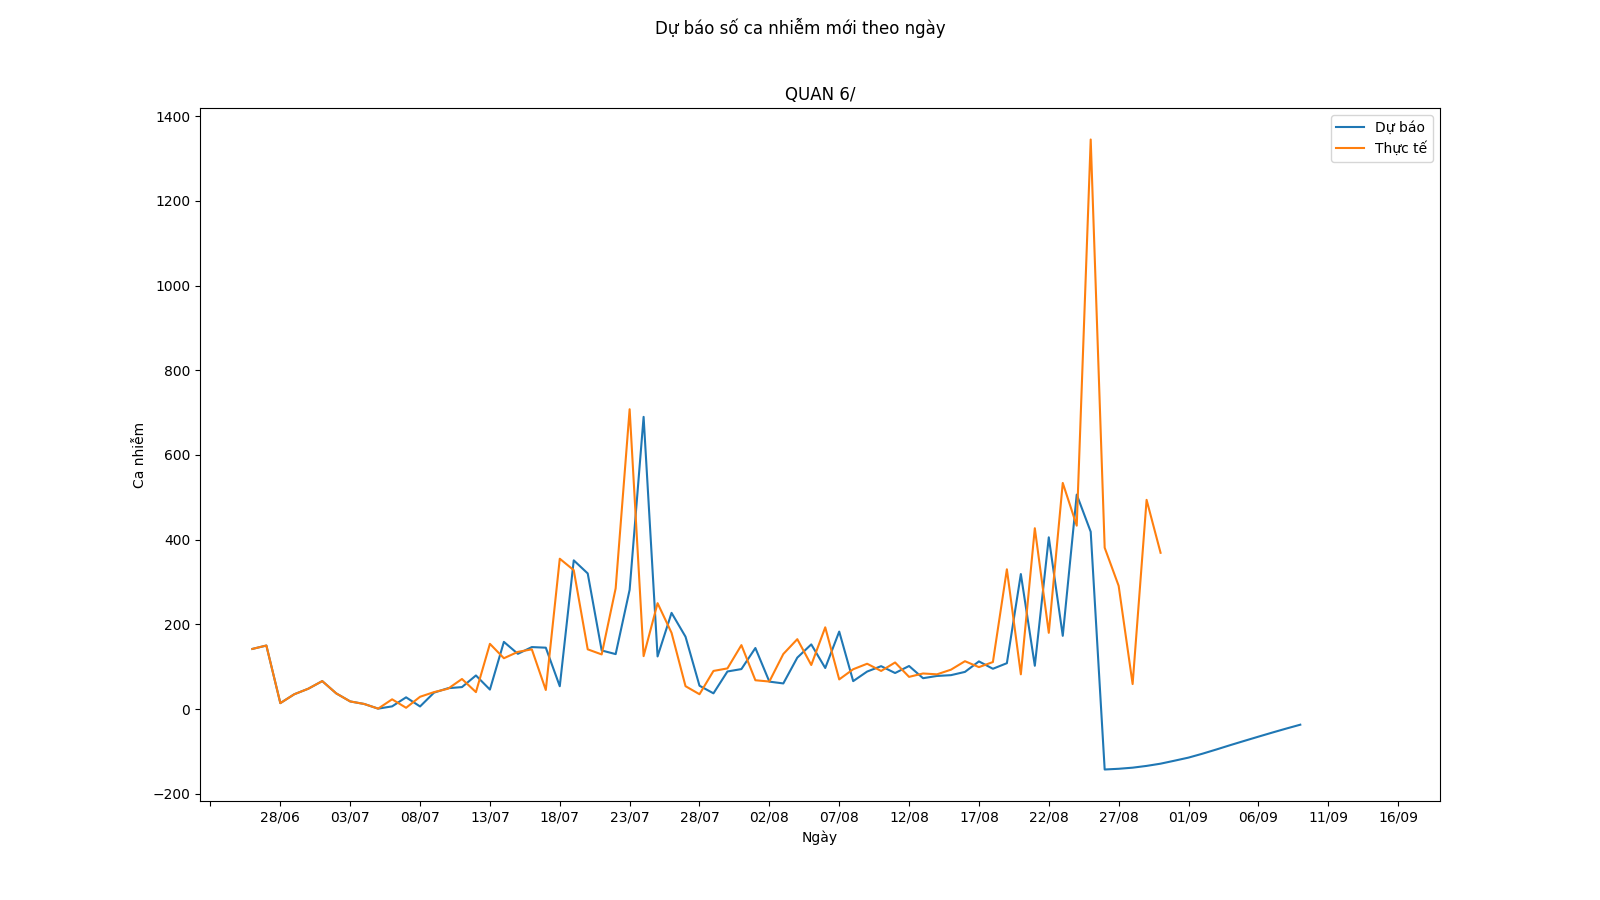 Dự báo số ca nhiễm mới theo ngày
QUAN 6/
Dự báo
Thực tế
1400
1200
1000
800
600
400
200
0
−200
Ca nhiễm
28/06 03/07 08/07 13/07 18/07 23/07 28/07 02/08 07/08 12/08 17/08 22/08 27/08 01/09 06/09 11/09 16/09
Ngày